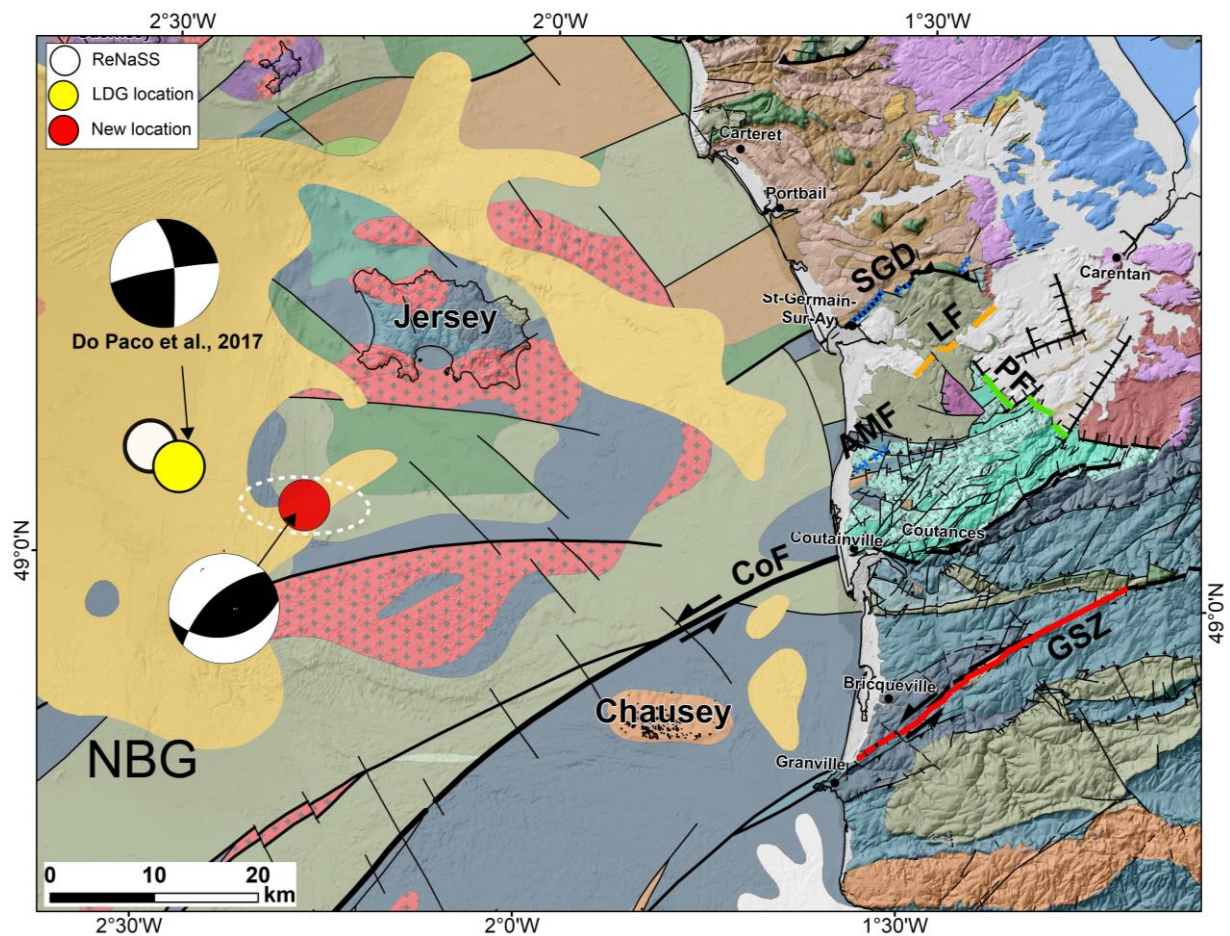 2°30'W 2°0'W 1°30'W
ReNaSS
LDG location
New location
Carteret
Portbail
Carentan
SGD
St-Germain-
Sur-Ay
LF
Jersey
PF
Do Paco et al., 2017
AMF
49°0'N
Coutainville
Coutances
CoF
49°0'N
GSZ
Bricqueville
Chausey
NBG
Granville
0 10 20
km
2°30'W 2°0'W 1°30'W